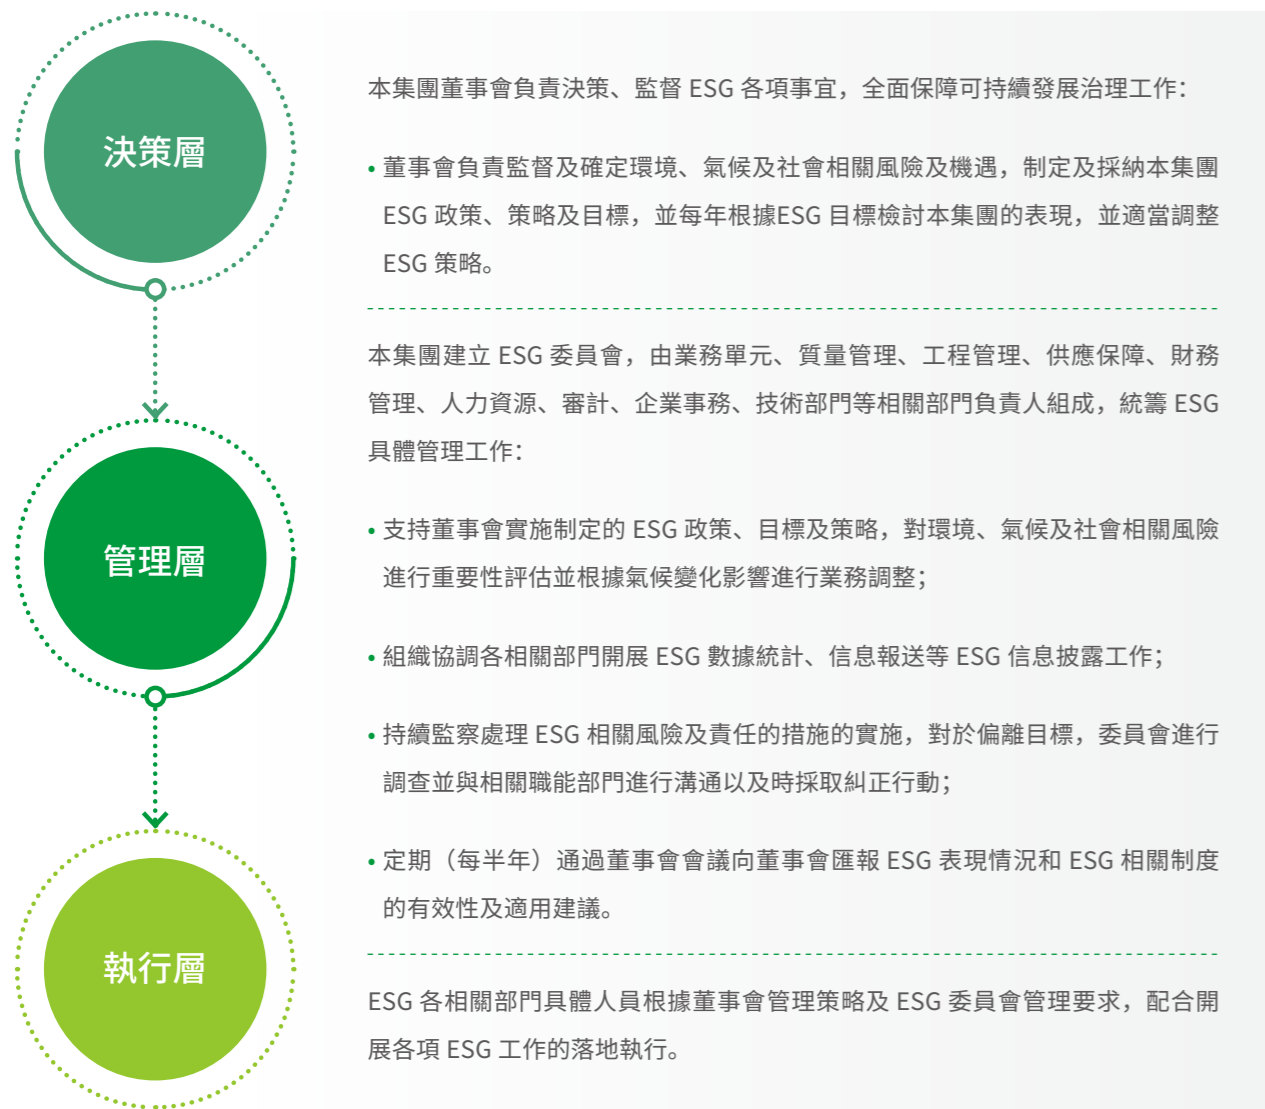 決策層
本集團董事會負責決策、監督 ESG 各項事宜，全面保障可持續發展治理工作：
• 董事會負責監督及確定環境、氣候及社會相關風險及機遇，制定及採納本集團
ESG 政策、策略及目標，並每年根據ESG 目標檢討本集團的表現，並適當調整
ESG 策略。
管理層
本集團建立 ESG 委員會，由業務單元、質量管理、工程管理、供應保障、財務
管理、人力資源、審計、企業事務、技術部門等相關部門負責人組成，統籌 ESG
具體管理工作：
• 支持董事會實施制定的 ESG 政策、目標及策略，對環境、氣候及社會相關風險
進行重要性評估並根據氣候變化影響進行業務調整；
• 組織協調各相關部門開展 ESG 數據統計、信息報送等 ESG 信息披露工作；
• 持續監察處理 ESG 相關風險及責任的措施的實施，對於偏離目標，委員會進行
調查並與相關職能部門進行溝通以及時採取糾正行動；
• 定期（每半年）通過董事會會議向董事會匯報 ESG 表現情況和 ESG 相關制度
的有效性及適用建議。
執行層
ESG 各相關部門具體人員根據董事會管理策略及 ESG 委員會管理要求，配合開
展各項 ESG 工作的落地執行。